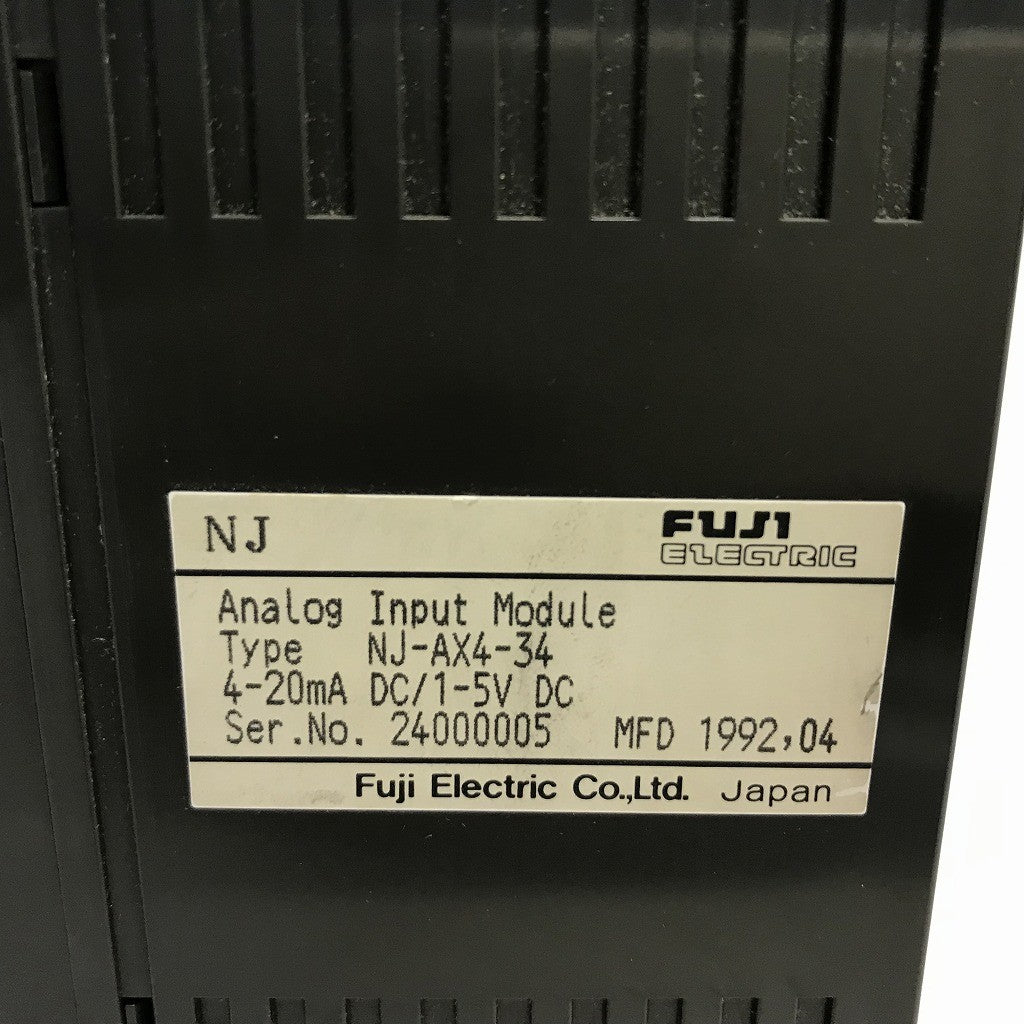 NJ
FUJI
ELECTRIC
Analog Input Module
Type NJ-AX4-34
4-20mA DC/1-5V DC
Ser.No. 24000005 MFD 1992,04
Fuji Electric Co.,Ltd. Japan